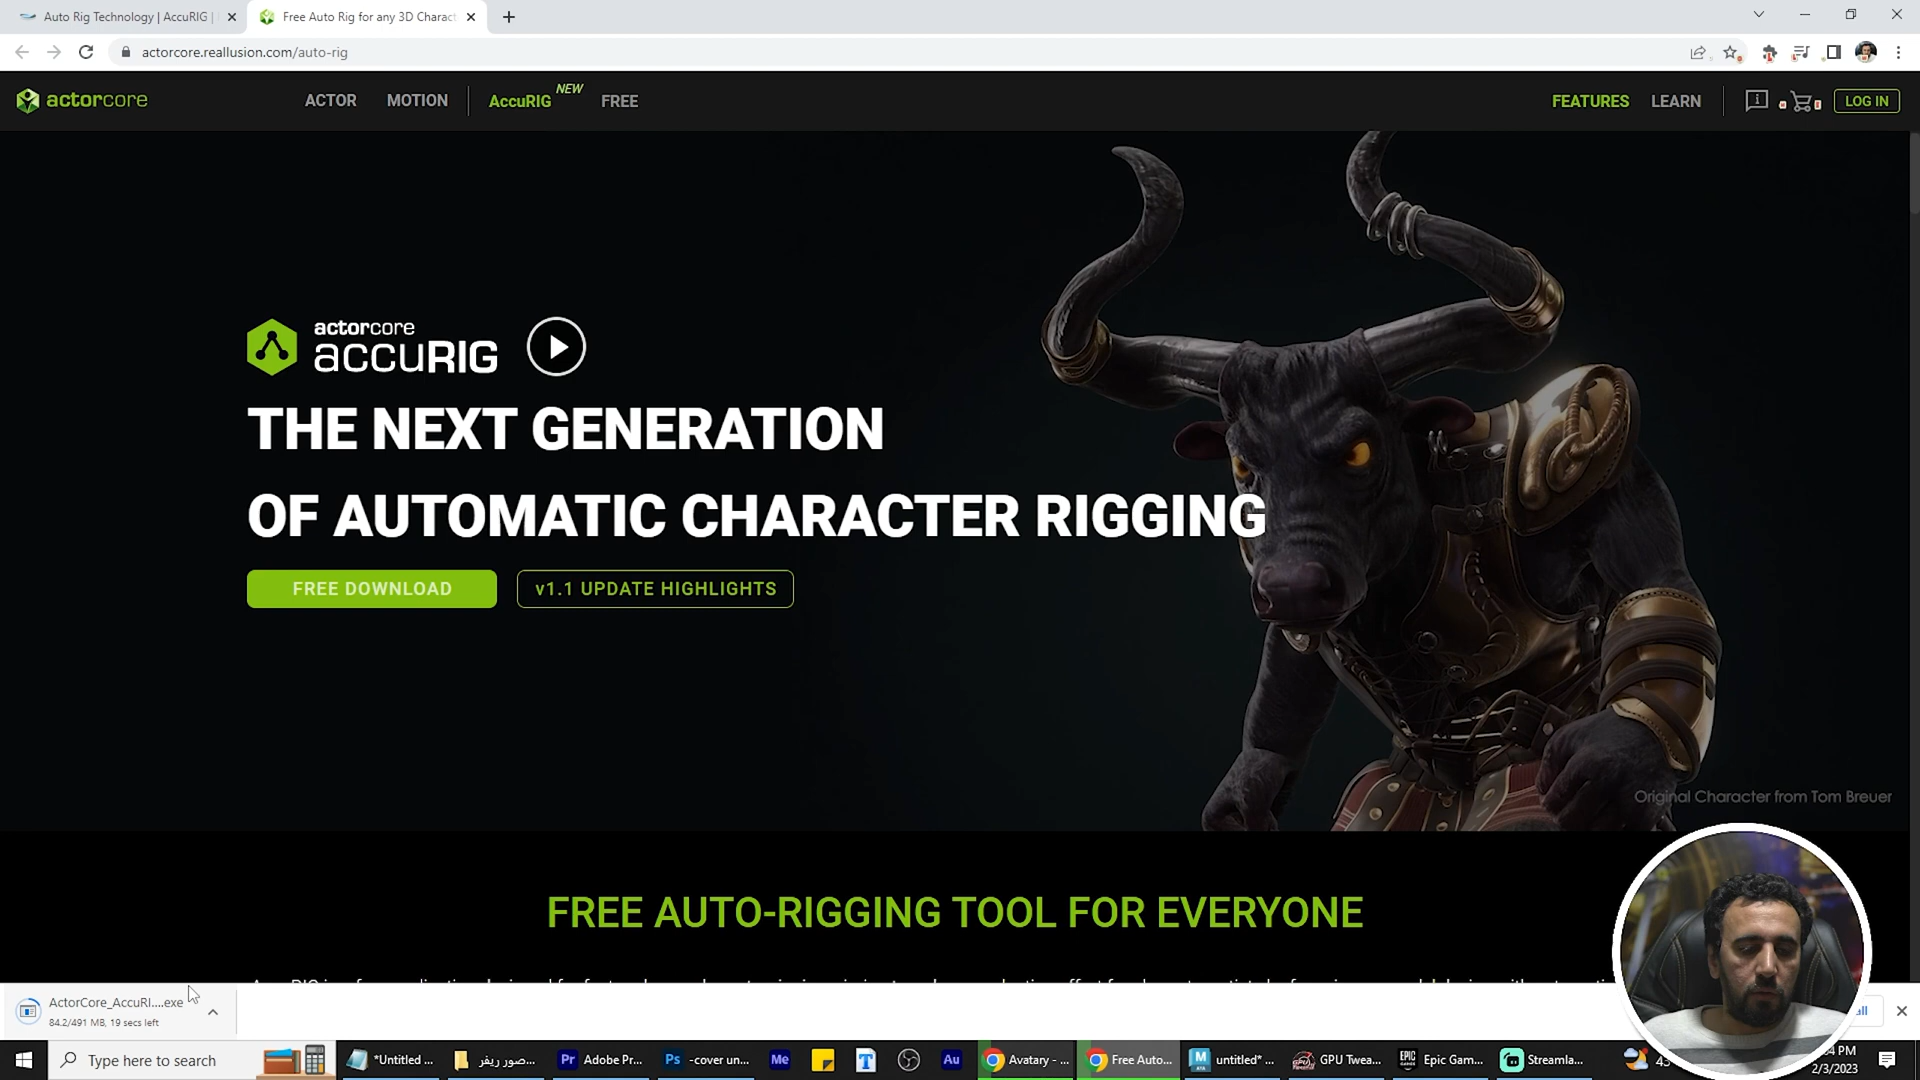 Auto Rig Technology | AccuRIG |
Free Auto Rig for any 3D Charact
actorcore.reallusion.com/auto-rig
actorcore
ACTOR
MOTION
AccuRIG
NEW
FREE
FEATURES
LEARN
LOG IN
actorcore
accuRIG
THE NEXT GENERATION
OF AUTOMATIC CHARACTER RIGGING
FREE DOWNLOAD
v1.1 UPDATE HIGHLIGHTS
Original Character from Tom Breuer
FREE AUTO-RIGGING TOOL FOR EVERYONE
ActorCore_AccuRI....exe
84.2/491 MB, 19 secs left
Type here to search
*Untitled ...
صور ريفر...
Pr
Adobe Pr...
Ps
-cover un...
Me
T
Au
Avatary - ...
Free Auto...
untitled* ...
GPU Twea...
Epic Gam...
Streamla...
2/3/2023